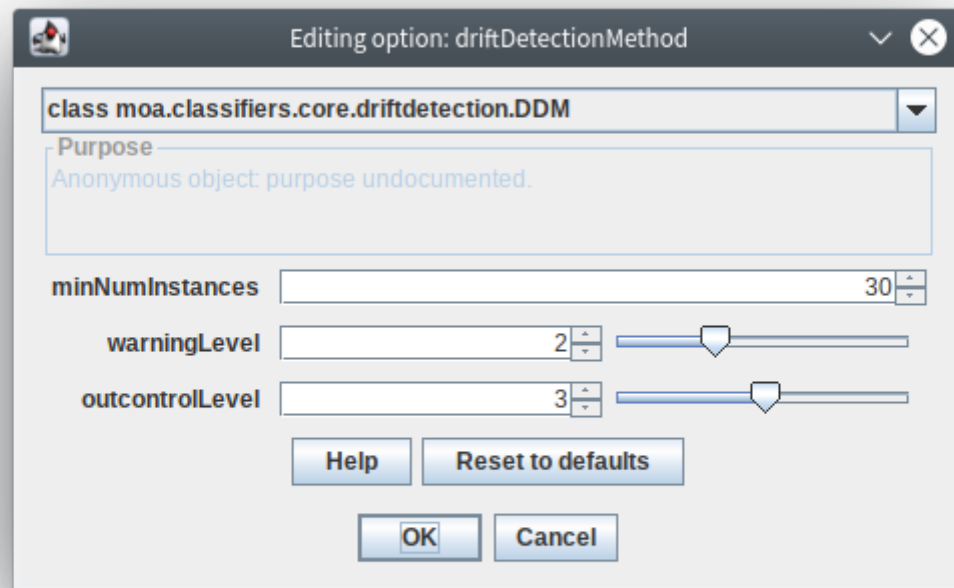 Editing option: driftDetectionMethod
class moa.classifiers.core.driftdetection.DDM
Purpose
Anonymous object: purpose undocumented.
minNumInstances 30
warningLevel 2
outcontrolLevel 3
Help Reset to defaults
OK Cancel